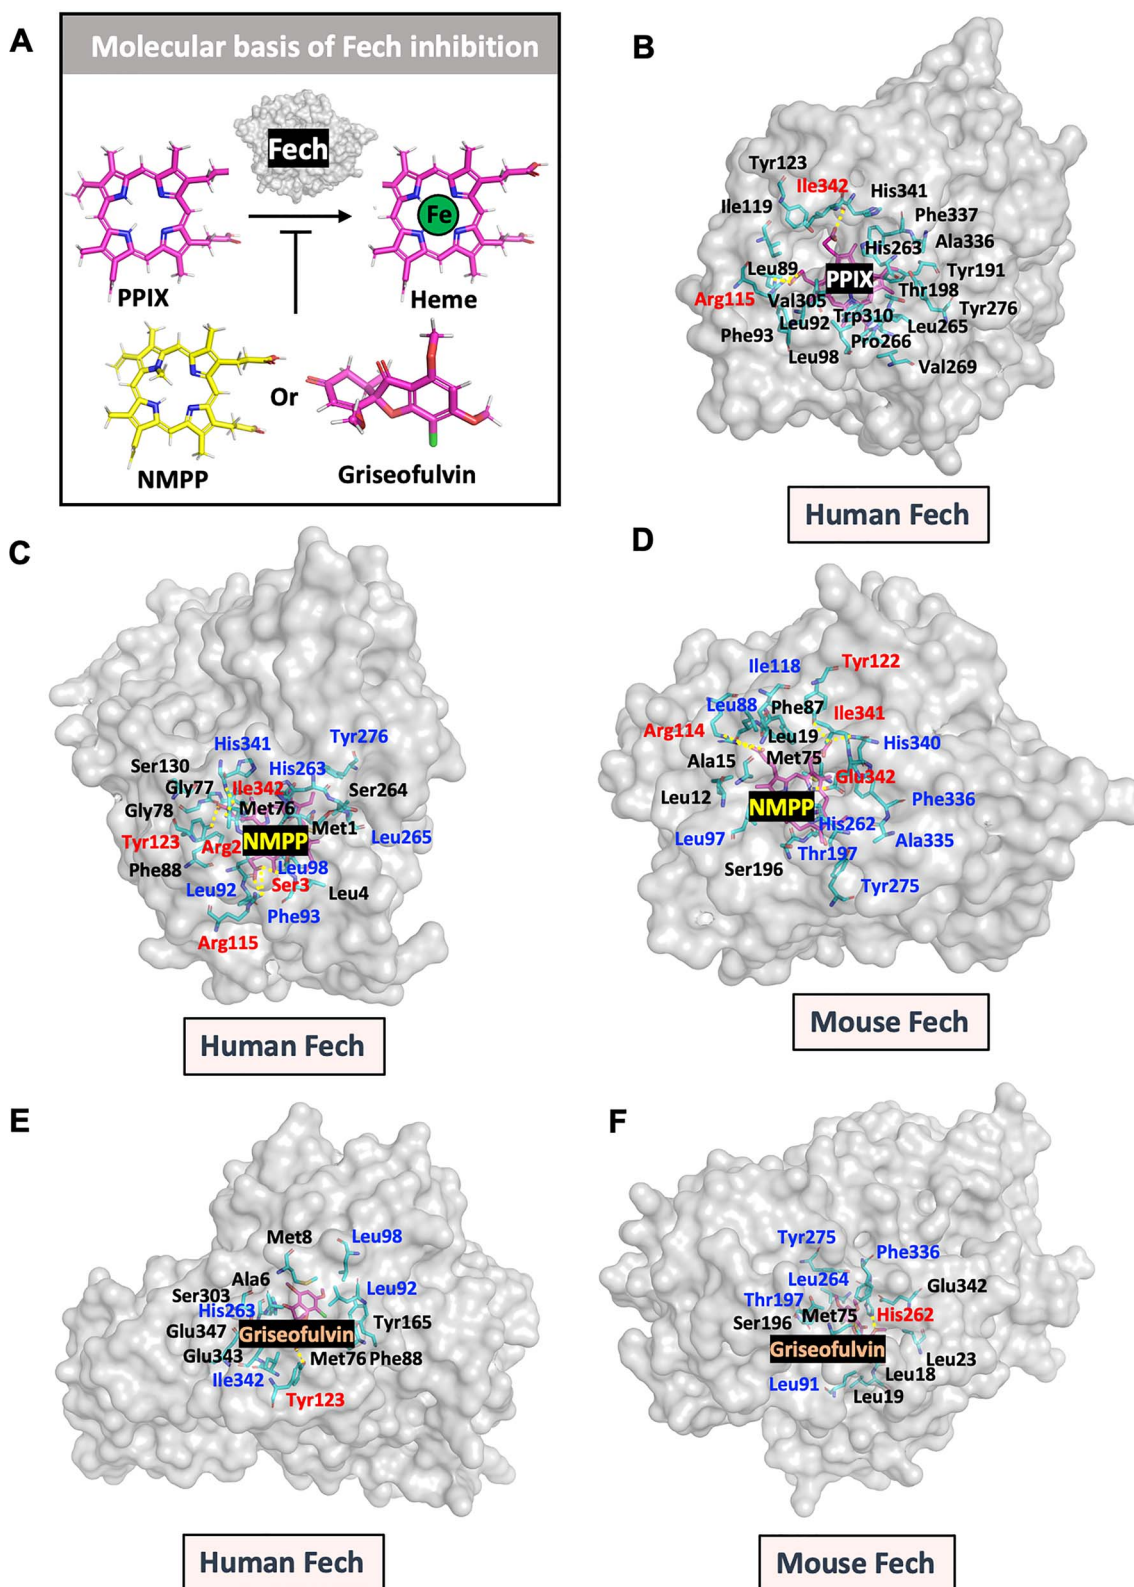 A
Molecular basis of Fech inhibition
Fech
Fe
PPIX
Heme
Or
NMPP
Griseofulvin
B
Tyr123
Ile342
His341
Ile119
Phe337
His263
Ala336
Leu89
PPIX
Tyr191
Arg115
Val305
Thr198
Tyr276
Trp310
Phe93
Leu92
Leu265
Leu98
Pro266
Val269
Human Fech
C
His341
Tyr276
Ser130
His263
Gly77
Ile342
Ser264
Gly78
Met76
Met1
Tyr123
Arg2
NMPP
Leu265
Phe88
Leu98
Leu92
Ser3
Leu4
Phe93
Arg115
Human Fech
D
Ile118
Tyr122
Leu88
Phe87
Arg114
Ile341
Leu19
His340
Ala15
Met75
Glu342
Leu12
NMPP
Phe336
Leu97
His262
Ala335
Ser196
Thr197
Tyr275
Mouse Fech
E
Met8
Leu98
Ala6
Leu92
Ser303
His263
Tyr165
Glu347
Griseofulvin
Glu343
Met76
Phe88
Ile342
Tyr123
Human Fech
F
Tyr275
Phe336
Leu264
Glu342
Thr197
Met75
His262
Ser196
Griseofulvin
Leu23
Leu18
Leu91
Leu19
Mouse Fech